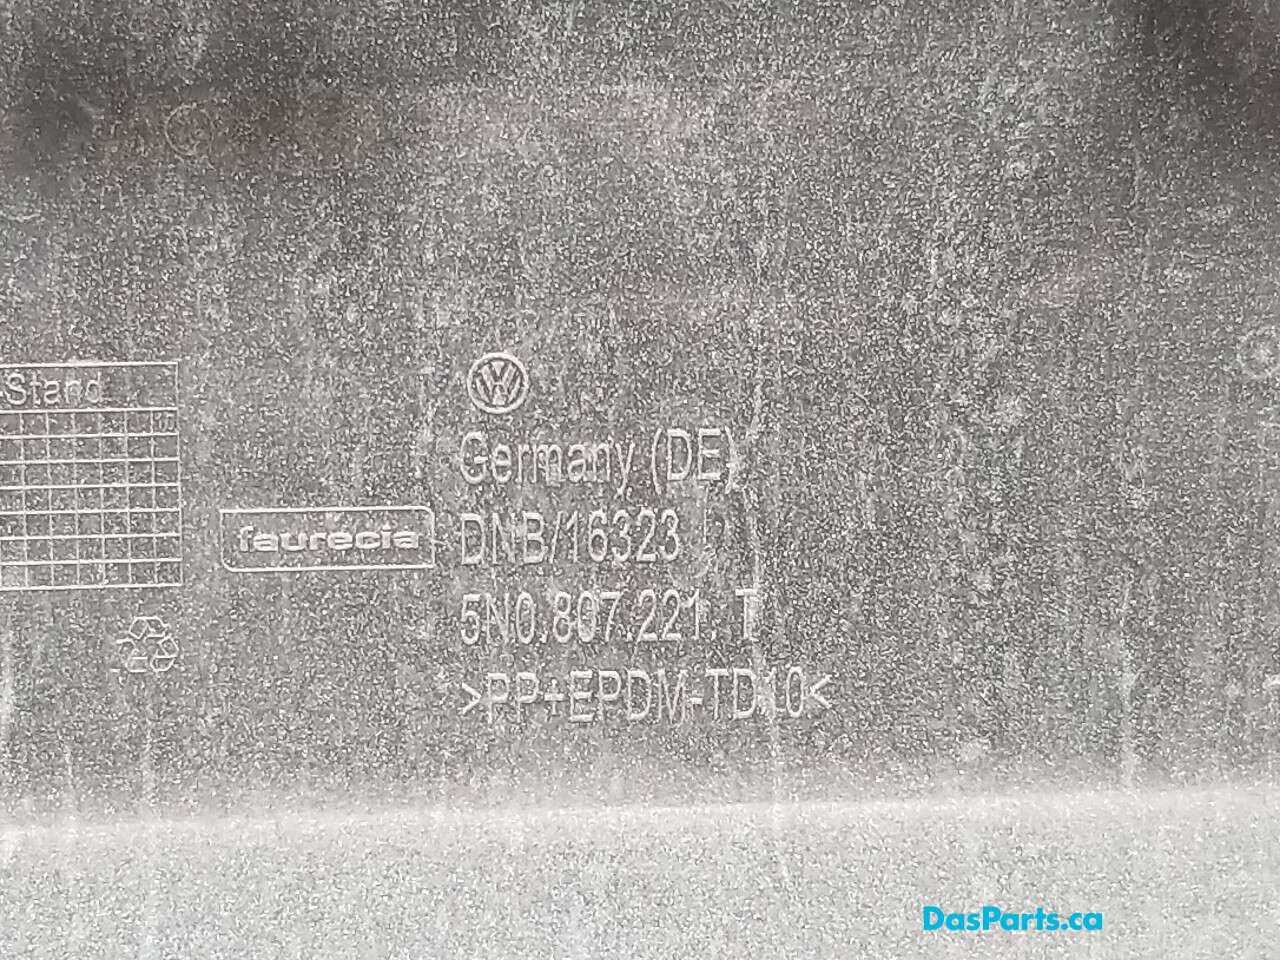 Stand
Germany (DE)
faurecia
DNB/16323
5N0.807.221. T
>PP+EPDM-TD10<
DasParts.ca